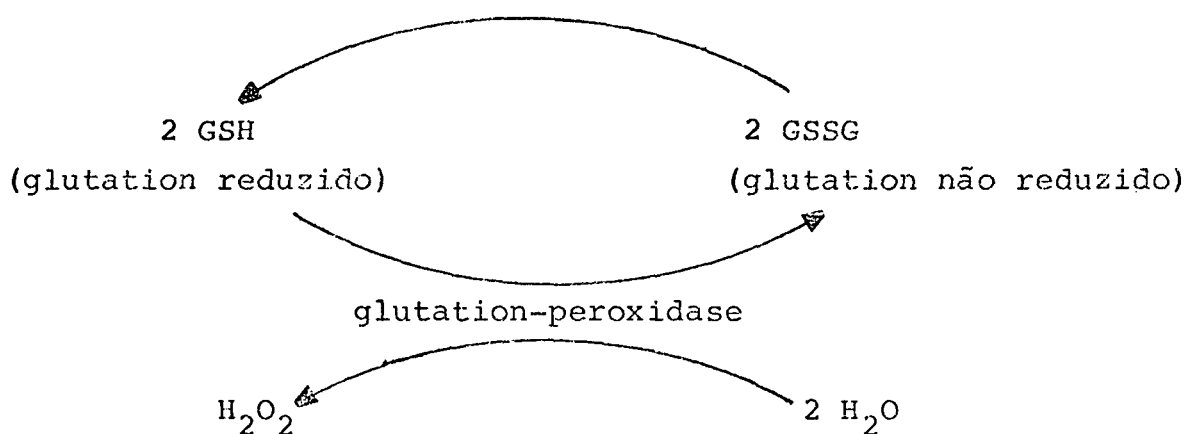 2 GSH 2 GSSG
(glutation reduzido) (glutation não reduzido)
glutation-peroxidase
H₂O₂ 2 H₂O